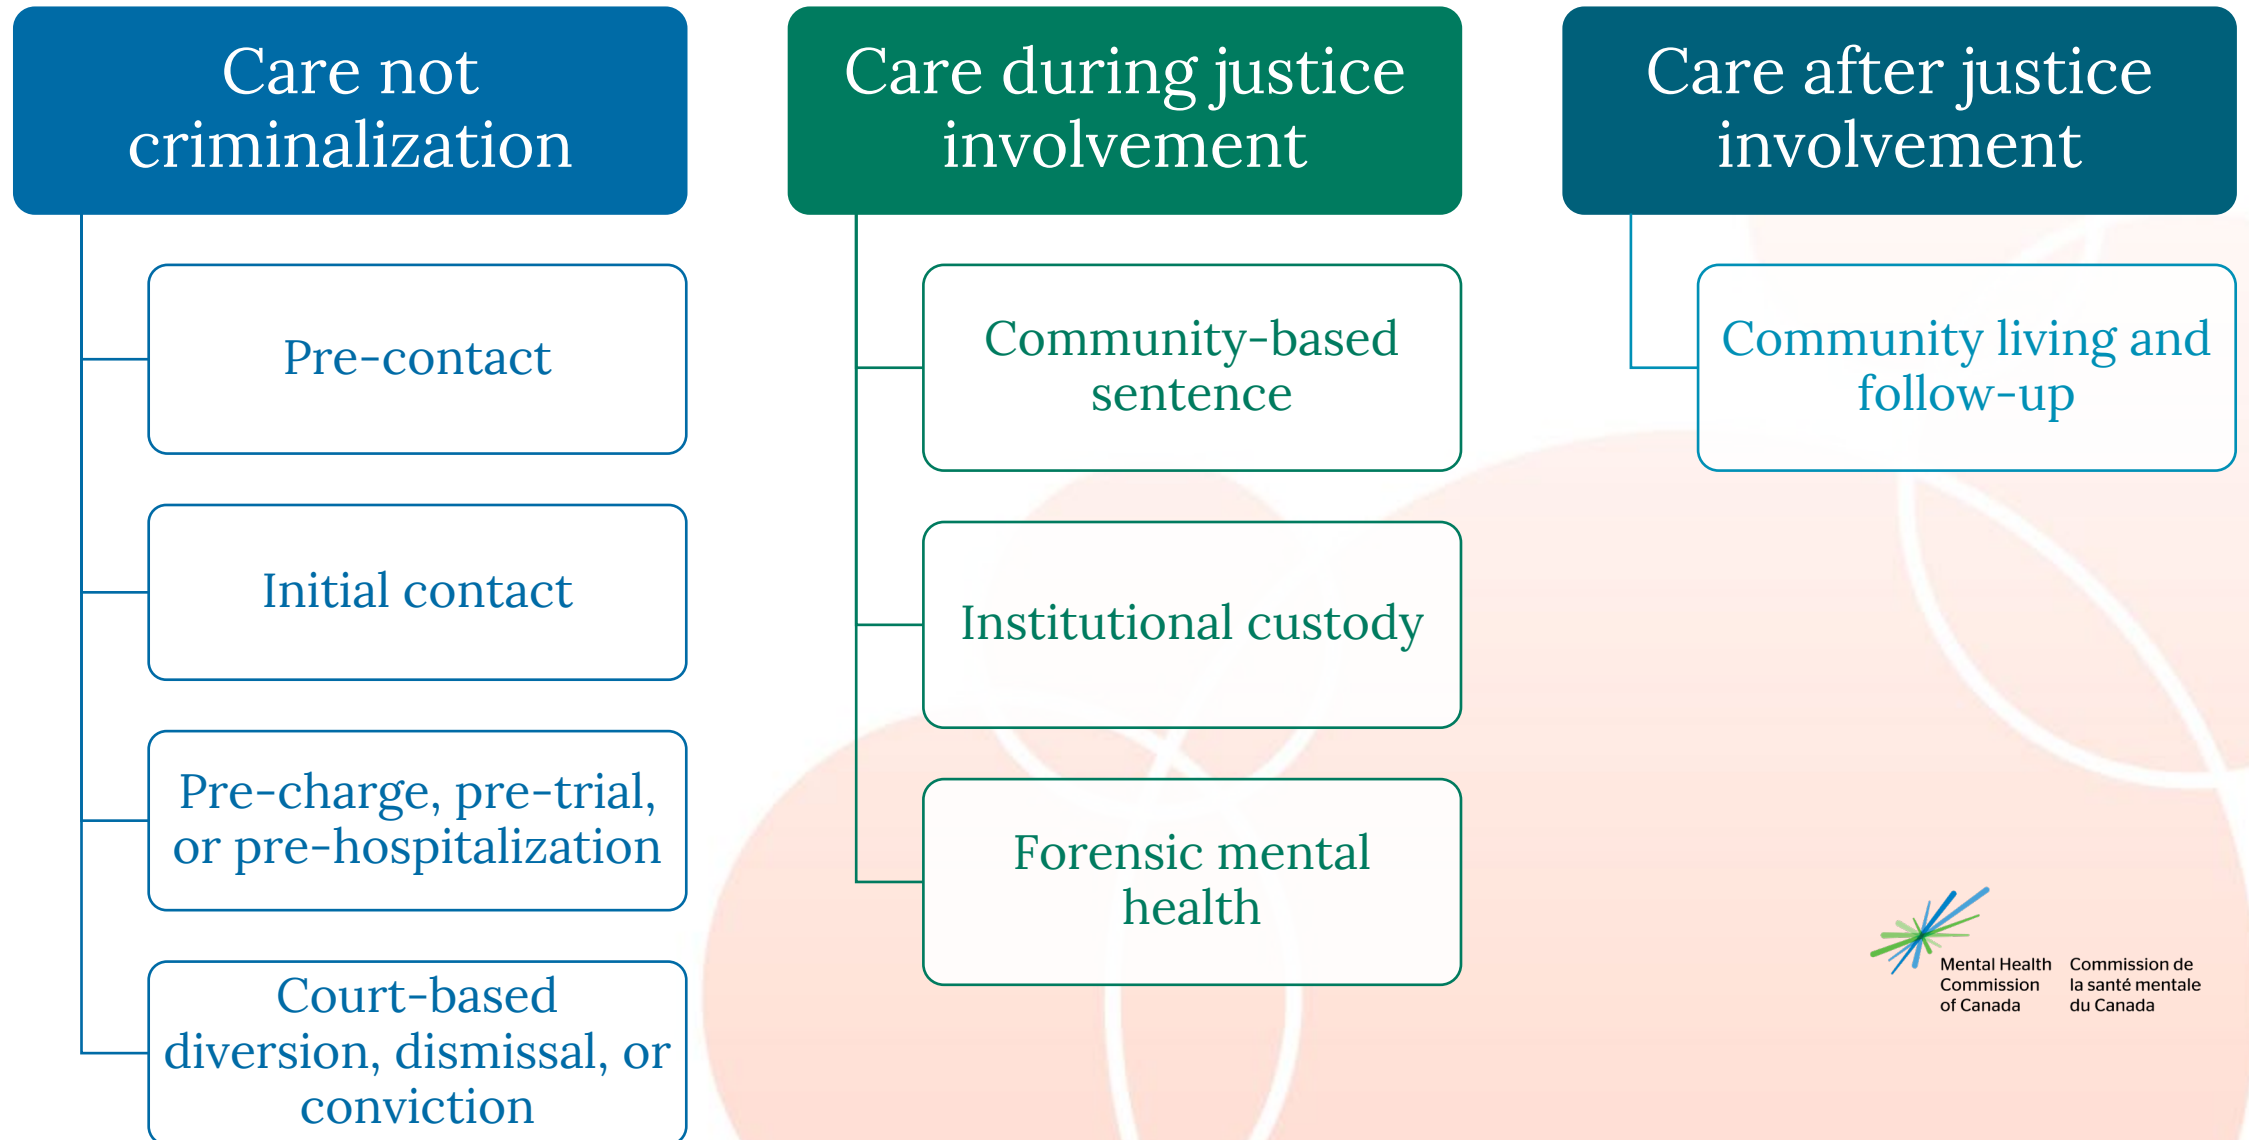 Care not
criminalization
Pre-contact
Initial contact
Pre-charge, pre-trial,
or pre-hospitalization
Court-based
diversion, dismissal, or
conviction
Care during justice
involvement
Community-based
sentence
Institutional custody
Forensic mental
health
Care after justice
involvement
Community living and
follow-up
Mental Health
Commission
of Canada
Commission de
la santé mentale
du Canada